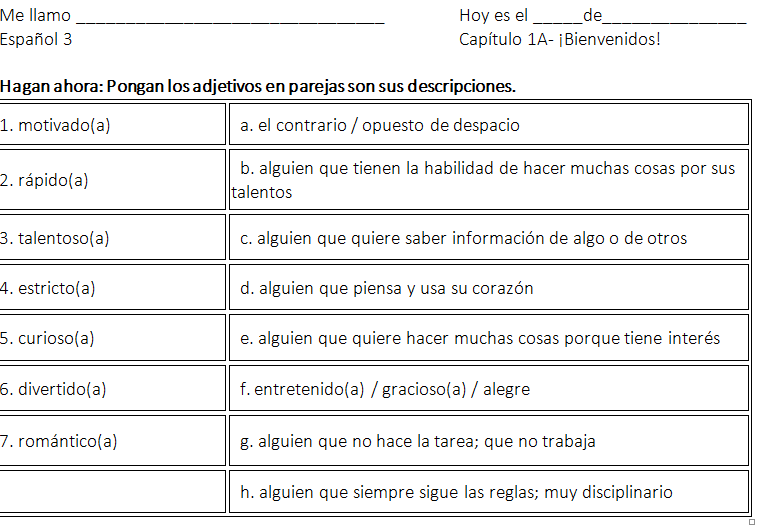 Me llamo ________________________________ Hoy es el _____de_______________
Español 3 Capítulo 1A- ¡Bienvenidos!
Hagan ahora: Pongan los adjetivos en parejas son sus descripciones.
1. motivado(a) a. el contrario / opuesto de despacio
2. rápido(a) b. alguien que tienen la habilidad de hacer muchas cosas por sus
talentos
3. talentoso(a) c. alguien que quiere saber información de algo o de otros
4. estricto(a) d. alguien que piensa y usa su corazón
5. curioso(a) e. alguien que quiere hacer muchas cosas porque tiene interés
6. divertido(a) f. entretenido(a) / gracioso(a) / alegre
7. romántico(a) g. alguien que no hace la tarea; que no trabaja
h. alguien que siempre sigue las reglas; muy disciplinario